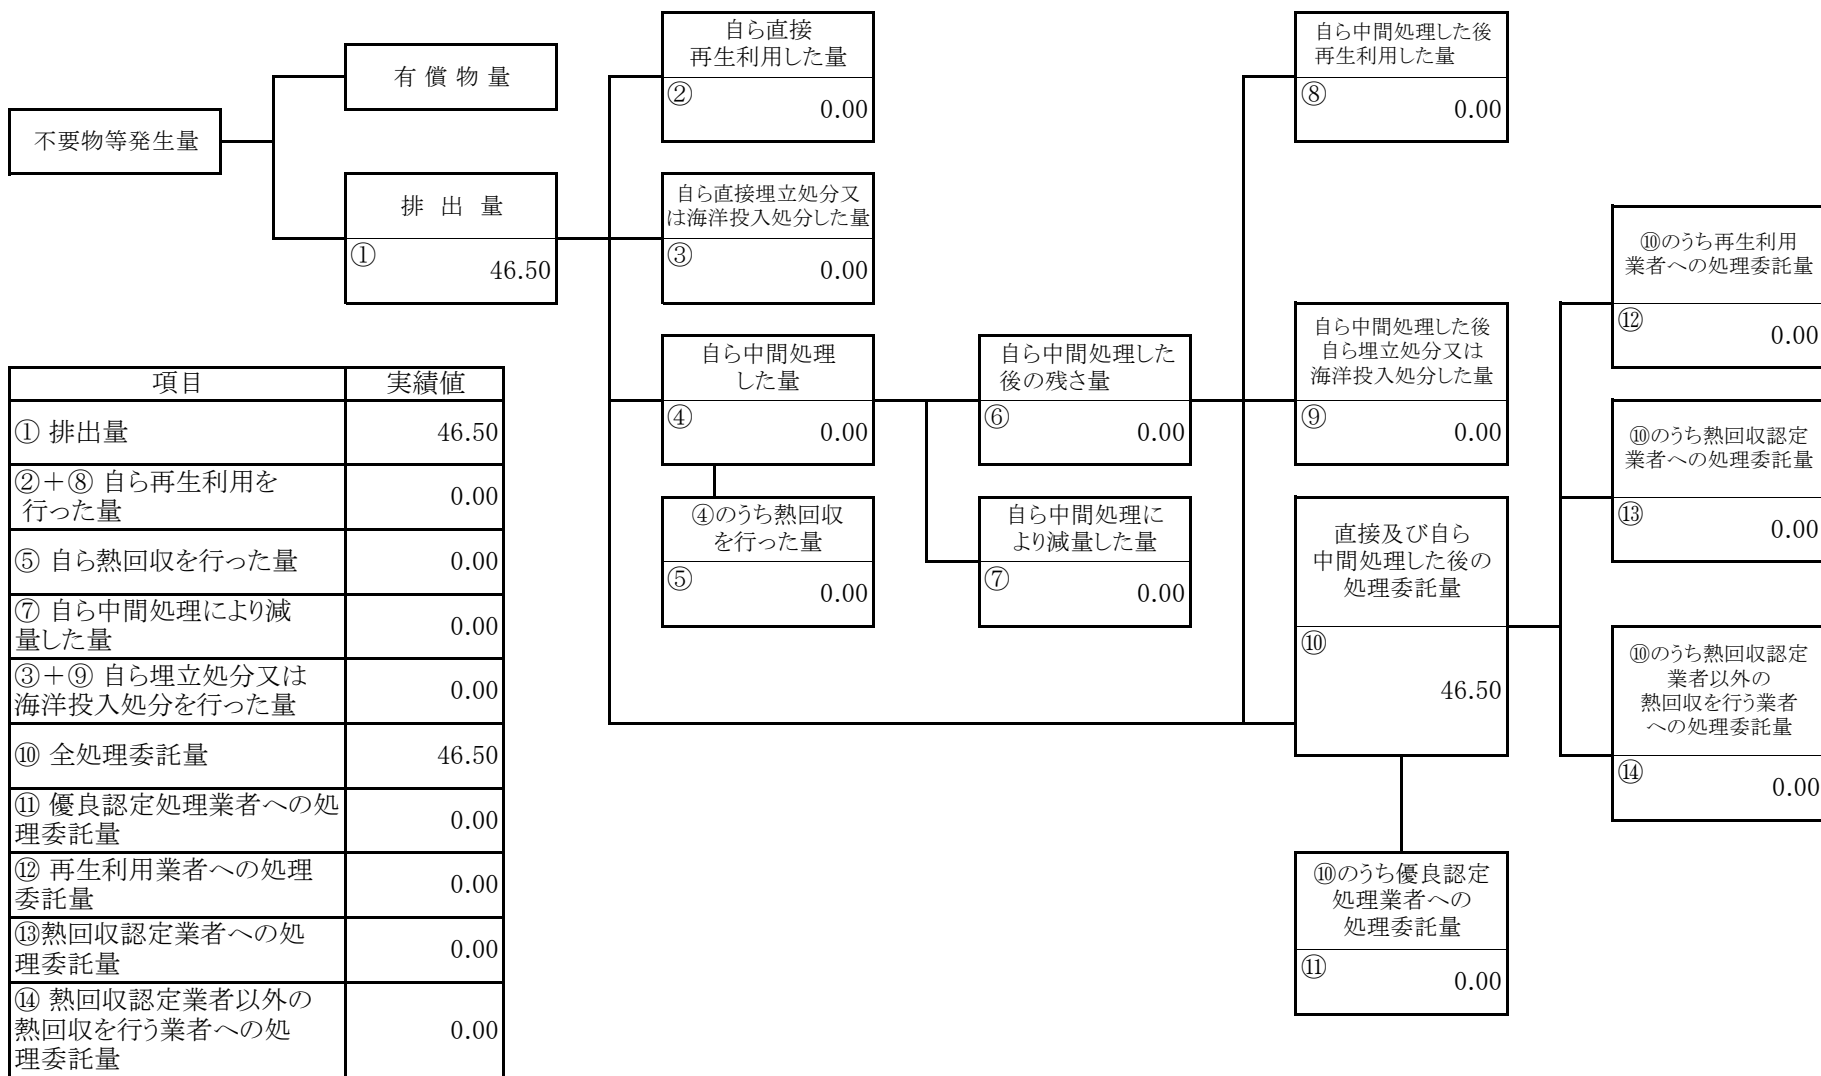 不要物等発生量
有 償 物 量
排 出 量
①
46.50
自ら直接
再生利用した量
②
0.00
自ら直接埋立処分又
は海洋投入処分した量
③
0.00
自ら中間処理
した量
④
0.00
④のうち熱回収
を行った量
⑤
0.00
自ら中間処理した
後の残さ量
⑥
0.00
自ら中間処理に
より減量した量
⑦
0.00
自ら中間処理した後
再生利用した量
⑧
0.00
自ら中間処理した後
自ら埋立処分又は
海洋投入処分した量
⑨
0.00
直接及び自ら
中間処理した後の
処理委託量
⑩
46.50
⑩のうち優良認定
処理業者への
処理委託量
⑪
0.00
⑩のうち再生利用
業者への処理委託量
⑫
0.00
⑩のうち熱回収認定
業者への処理委託量
⑬
0.00
⑩のうち熱回収認定
業者以外の
熱回収を行う業者
への処理委託量
⑭
0.00
項目 実績値
① 排出量 46.50
②＋⑧ 自ら再生利用を
行った量 0.00
⑤ 自ら熱回収を行った量 0.00
⑦ 自ら中間処理により減
量した量 0.00
③＋⑨ 自ら埋立処分又は
海洋投入処分を行った量 0.00
⑩ 全処理委託量 46.50
⑪ 優良認定処理業者への処
理委託量 0.00
⑫ 再生利用業者への処理
委託量 0.00
⑬熱回収認定業者への処
理委託量 0.00
⑭ 熱回収認定業者以外の
熱回収を行う業者への処
理委託量 0.00